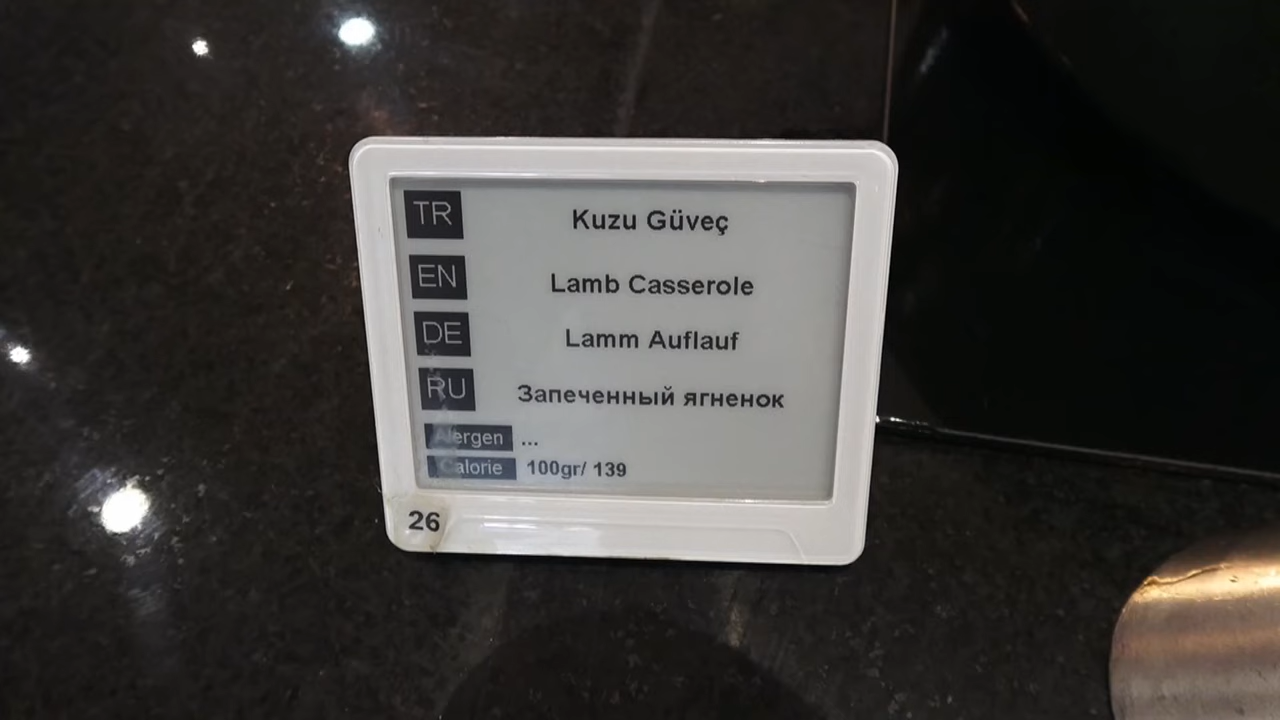 TR Kuzu Güveç
EN Lamb Casserole
DE Lamm Auflauf
RU Запеченный ягненок
Alergen ...
Calorie 100gr/ 139
26